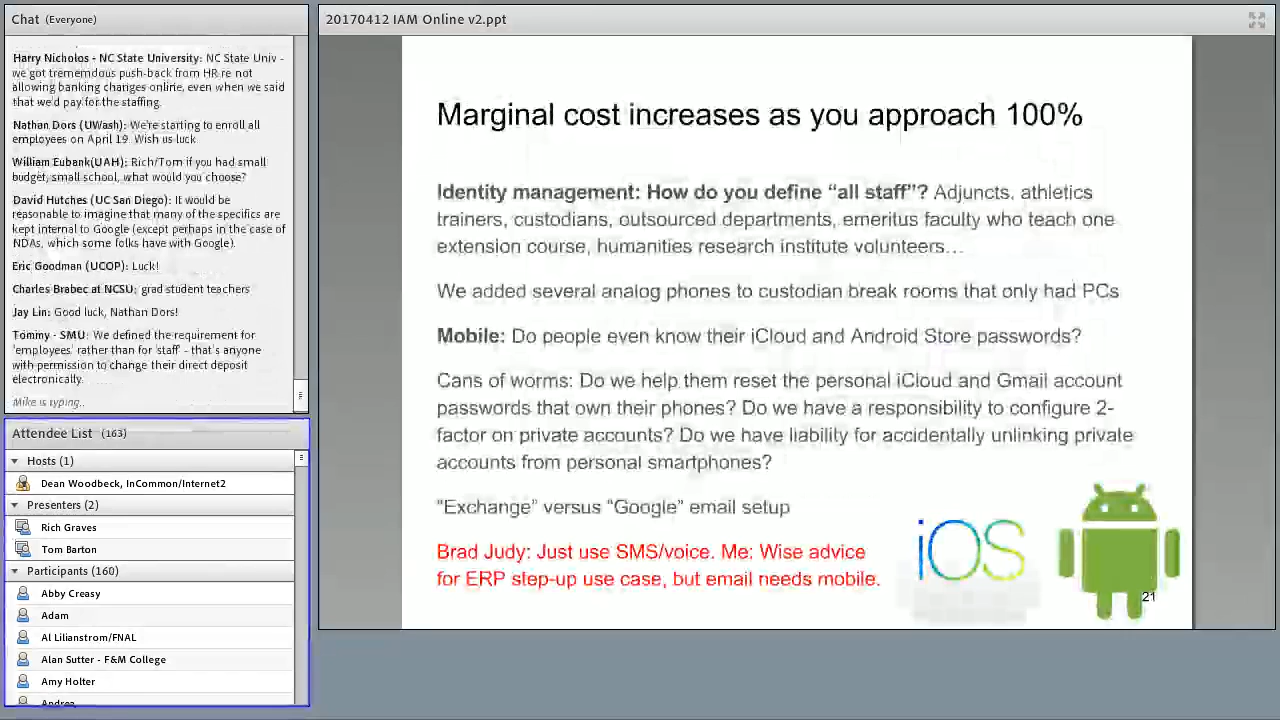 Chat (Everyone)
Harry Nicholos - NC State University: NC State Univ -
we got trememdous push-back from HR re not
allowing banking changes online, even when we said
that we'd pay for the staffing.
Nathan Dors (UWash): We're starting to enroll all
employees on April 19. Wish us luck.
William Eubank(UAH): Rich/Tom if you had small
budget, small school, what would you choose?
David Hutches (UC San Diego): It would be
reasonable to imagine that many of the specifics are
kept internal to Google (except perhaps in the case of
NDAs, which some folks have with Google).
Eric Goodman (UCOP): Luck!
Charles Brabec at NCSU: grad student teachers
Jay Lin: Good luck, Nathan Dors!
Tommy - SMU: We defined the requirement for
'employees' rather than for 'staff' - that's anyone
with permission to change their direct deposit
electronically.
Mike is typing..
Attendee List (163)
Hosts (1)
Dean Woodbeck, InCommon/Internet2
Presenters (2)
Rich Graves
Tom Barton
Participants (160)
Abby Creasy
Adam
Al Lilianstrom/FNAL
Alan Sutter - F&M College
Amy Holter
Andrea
20170412 IAM Online v2.ppt
Marginal cost increases as you approach 100%
Identity management: How do you define “all staff”? Adjuncts, athletics
trainers, custodians, outsourced departments, emeritus faculty who teach one
extension course, humanities research institute volunteers…
We added several analog phones to custodian break rooms that only had PCs
Mobile: Do people even know their iCloud and Android Store passwords?
Cans of worms: Do we help them reset the personal iCloud and Gmail account
passwords that own their phones? Do we have a responsibility to configure 2-
factor on private accounts? Do we have liability for accidentally unlinking private
accounts from personal smartphones?
“Exchange” versus “Google” email setup
Brad Judy: Just use SMS/voice. Me: Wise advice
for ERP step-up use case, but email needs mobile.
iOS
21